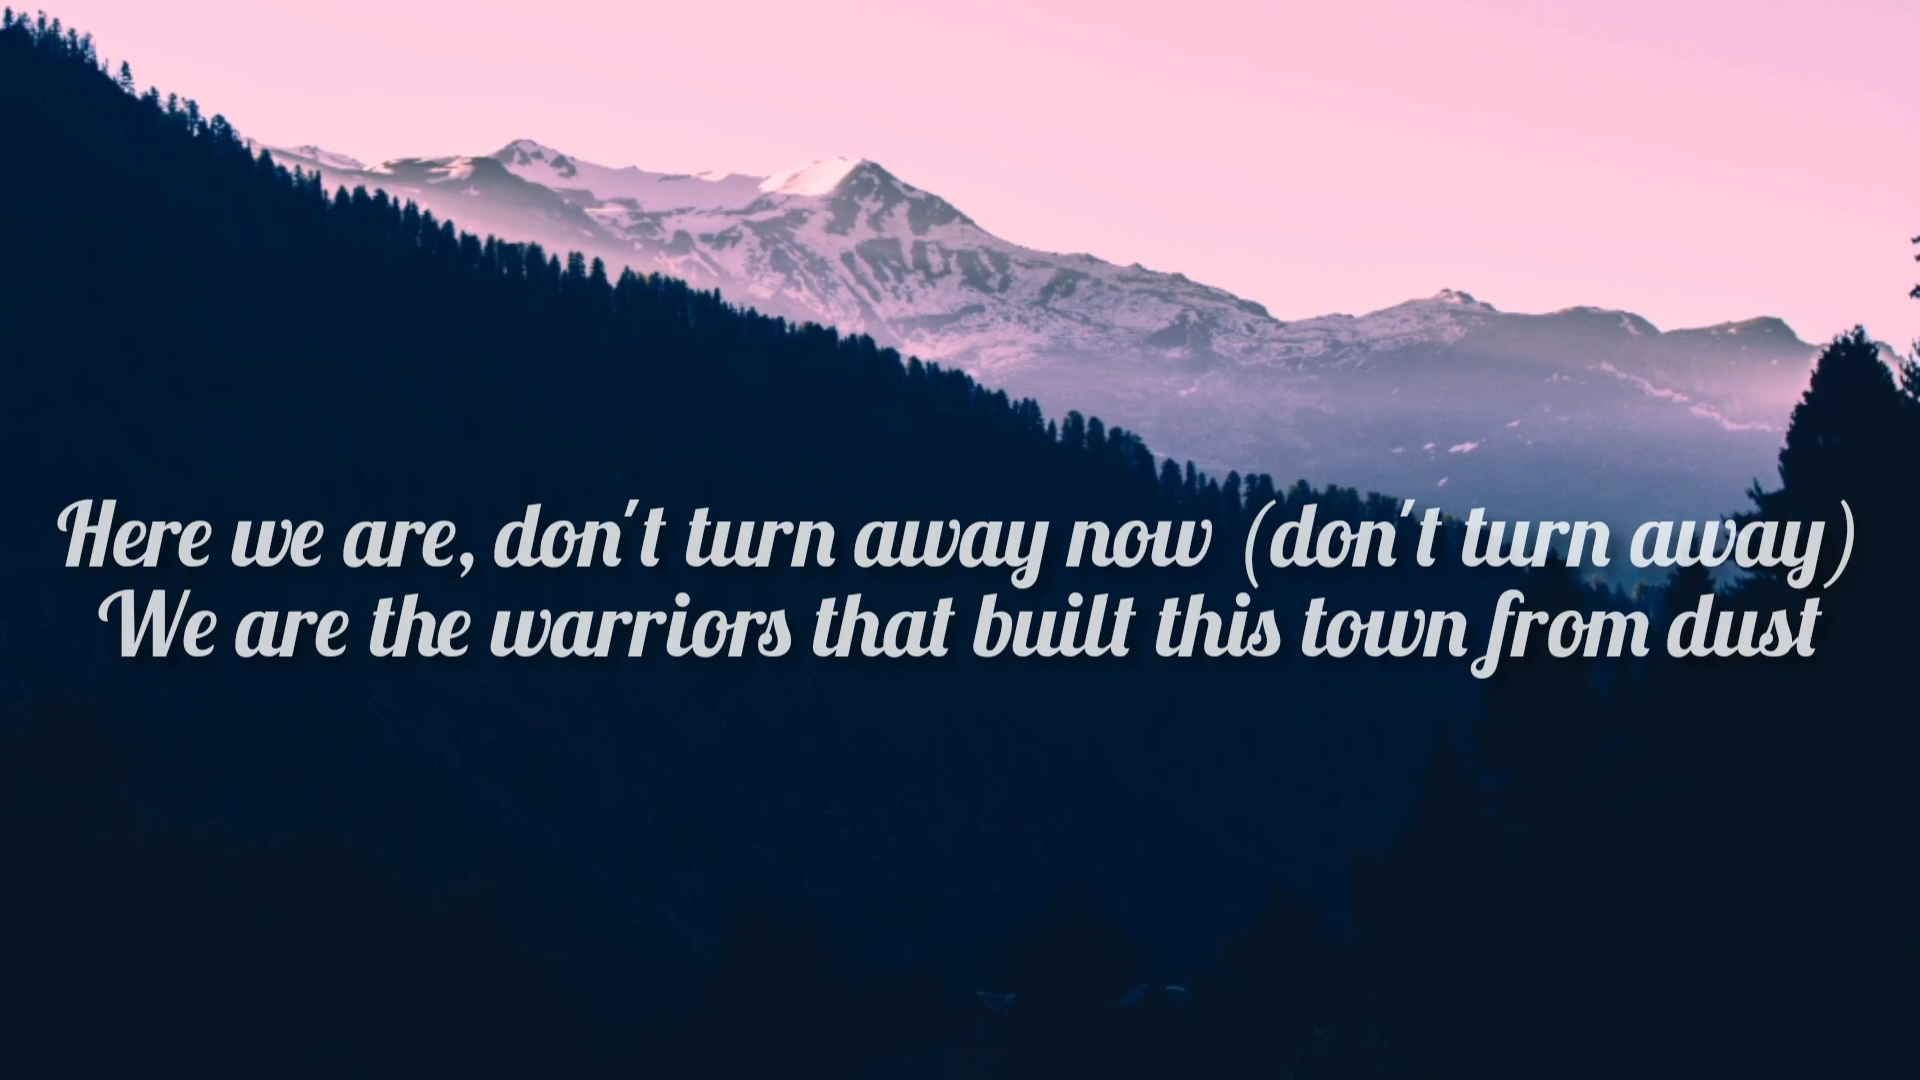 Here we are, don't turn away now (don't turn away)
We are the warriors that built this town from dust